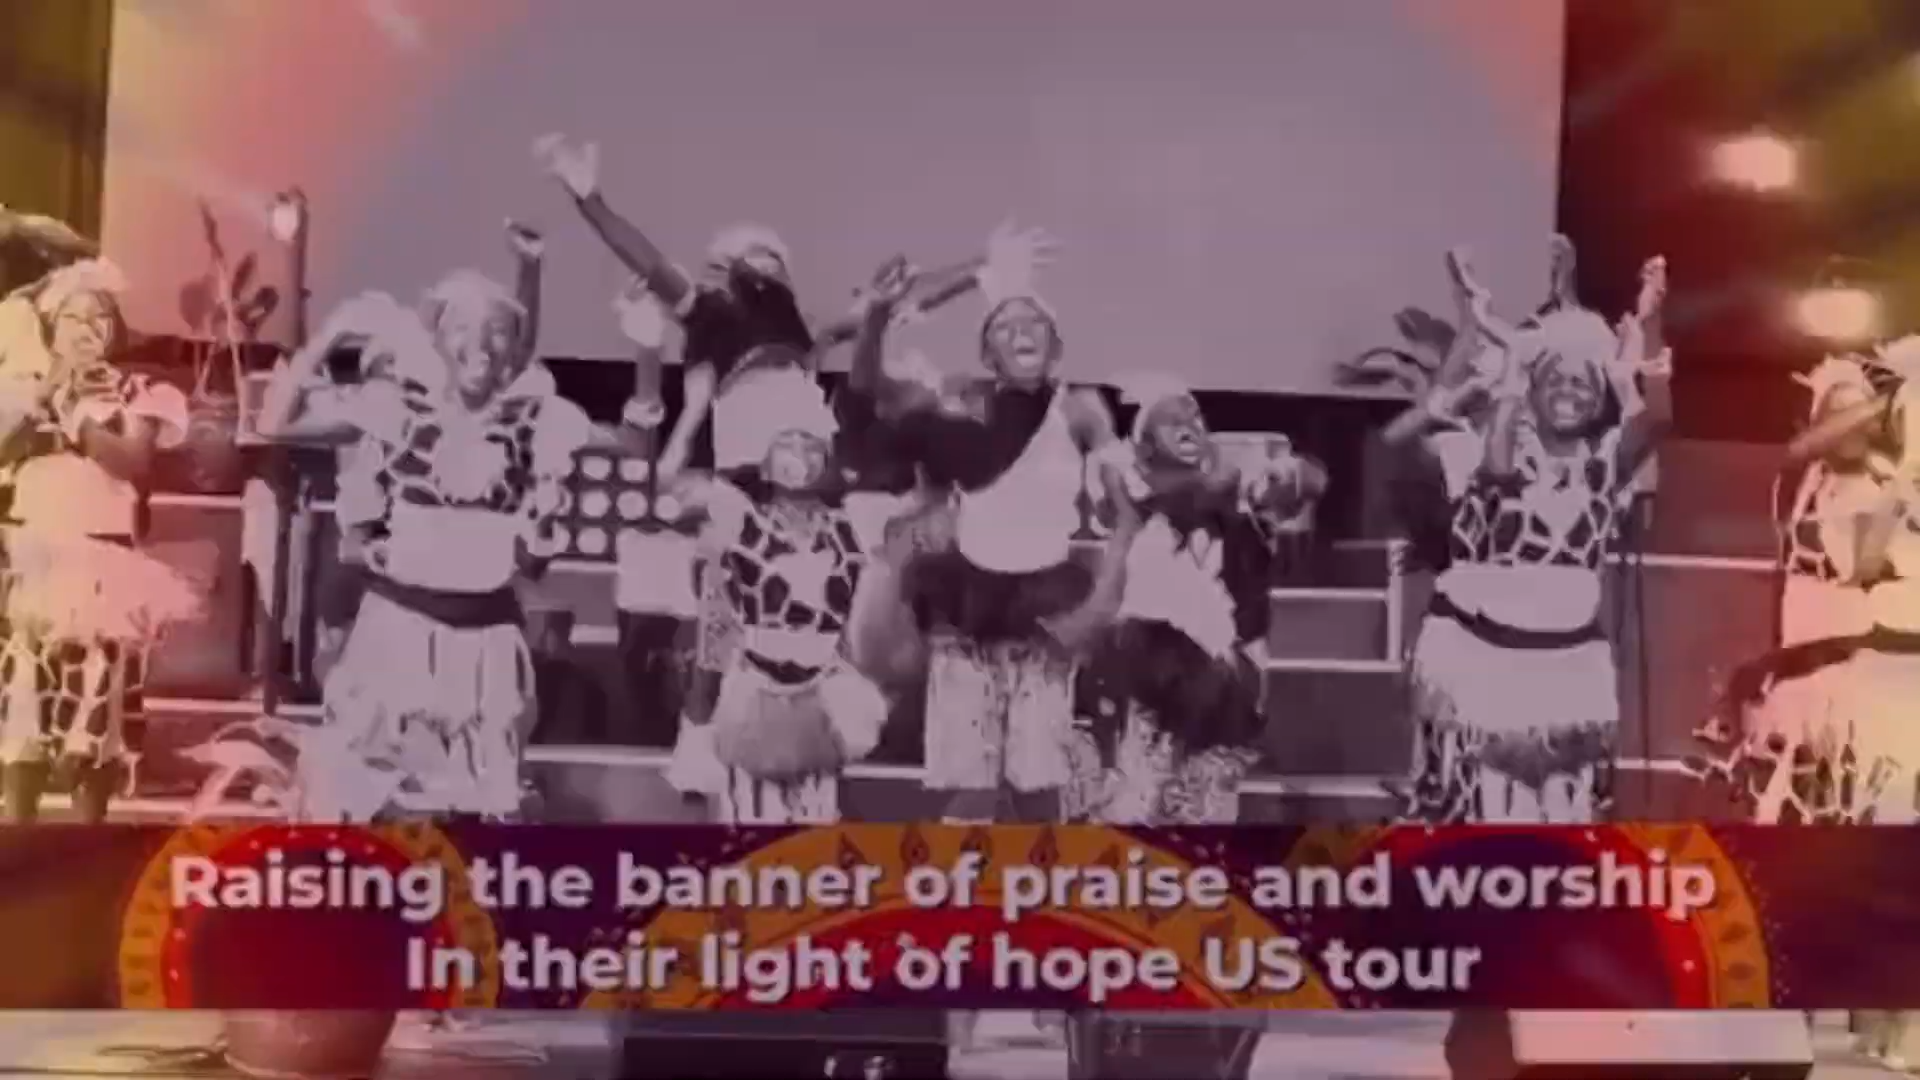 Raising the banner of praise and worship
In their light of hope US tour